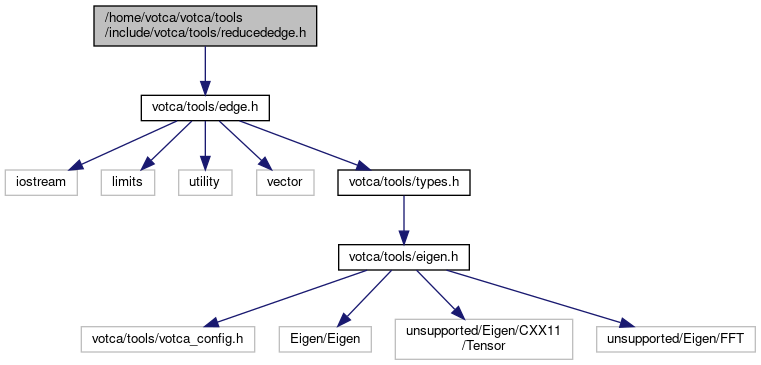 /home/votca/votca/tools
/include/votca/tools/reducededge.h
votca/tools/edge.h
iostream
limits
utility
vector
votca/tools/types.h
votca/tools/eigen.h
votca/tools/votca_config.h
Eigen/Eigen
unsupported/Eigen/CXX11
/Tensor
unsupported/Eigen/FFT